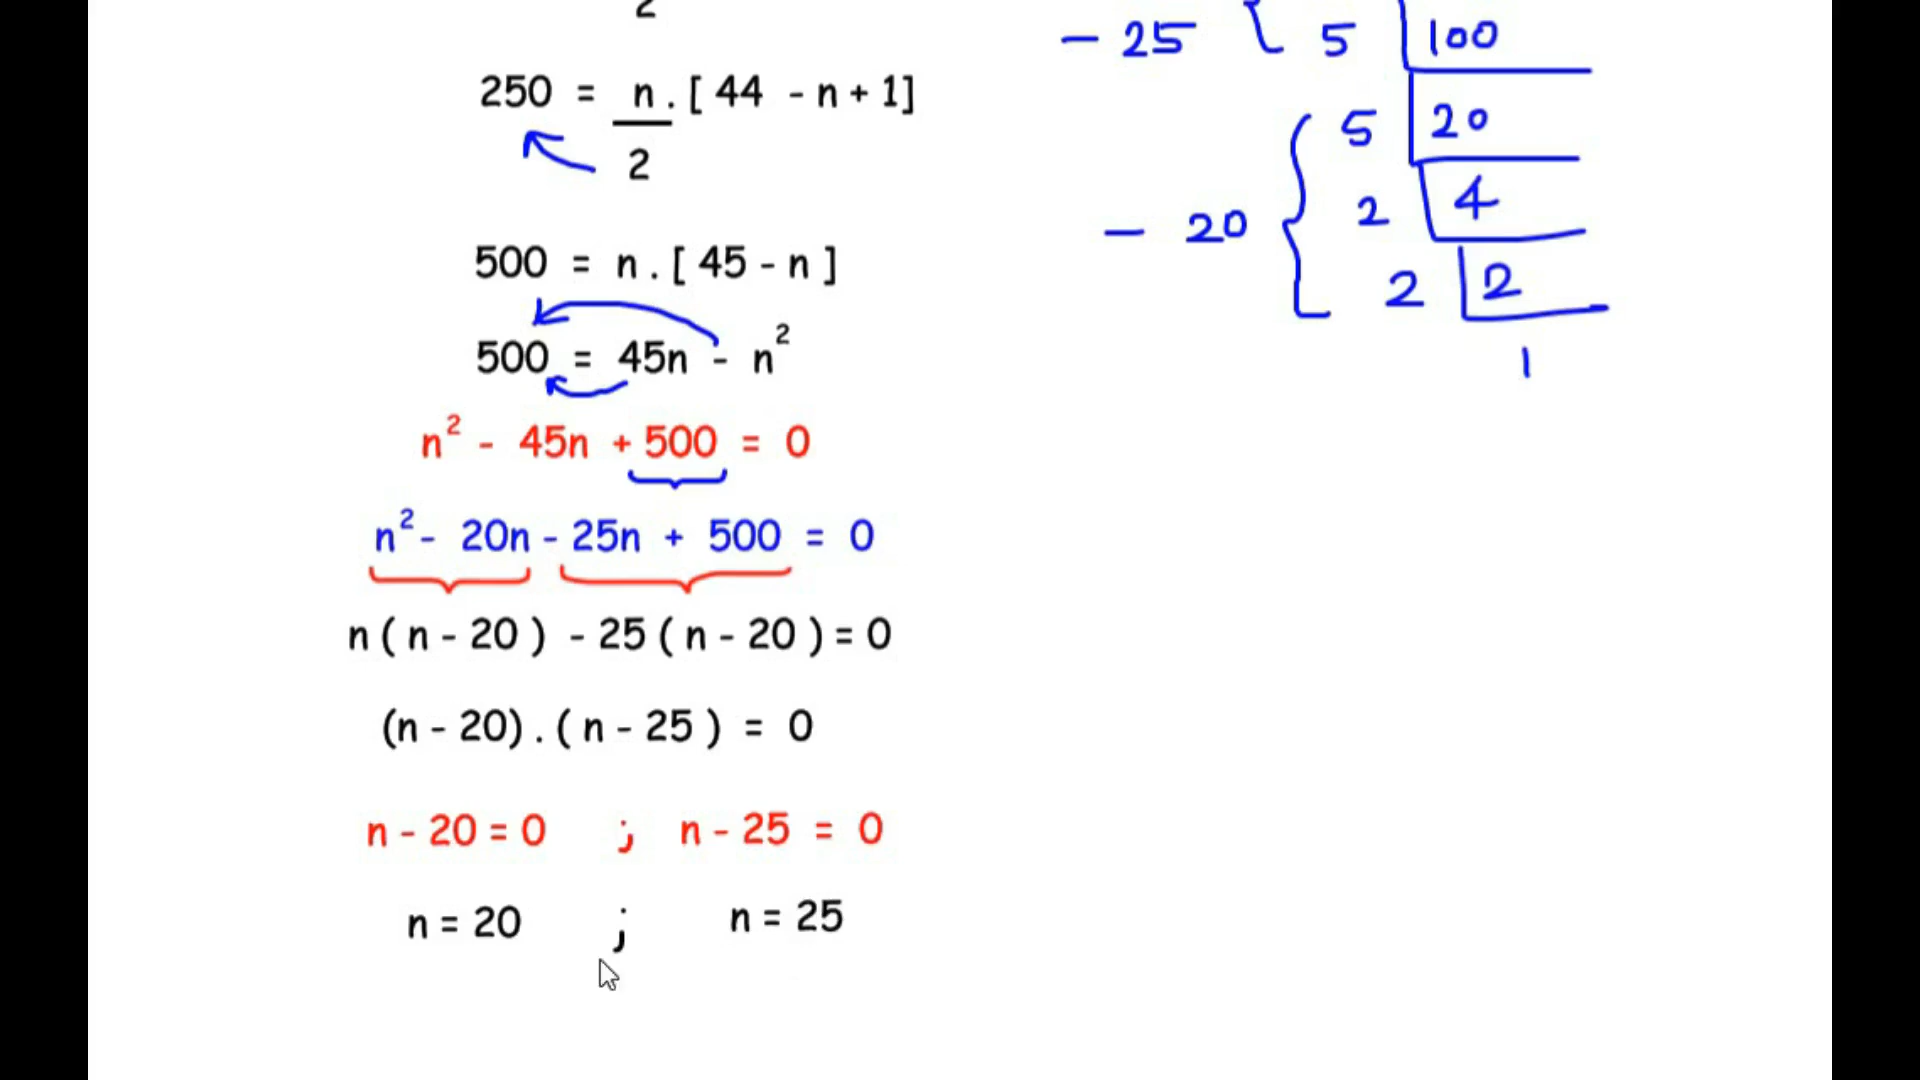 2
250 = n . [ 44 - n + 1]
2
500 = n . [ 45 - n ]
500 = 45n - n²
n² - 45n + 500 = 0
n² - 20n - 25n + 500 = 0
n ( n - 20 ) - 25 ( n - 20 ) = 0
(n - 20) . ( n - 25 ) = 0
n - 20 = 0 ; n - 25 = 0
n = 20 ; n = 25
- 25 { 5 | 100
5 | 20
- 20 { 2 | 4
2 | 2
1